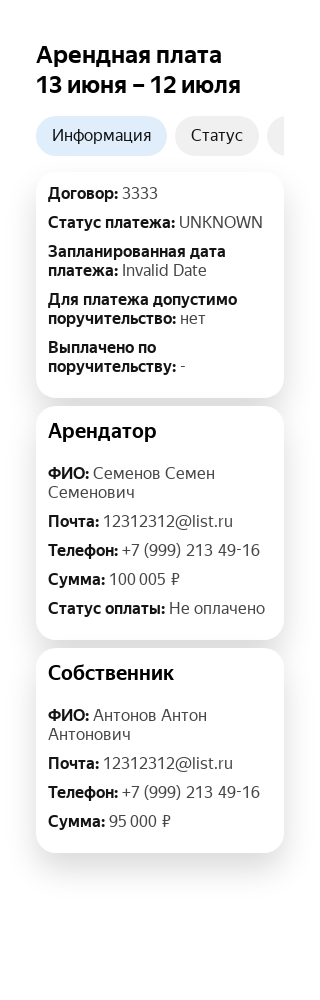 Арендная плата
13 июня – 12 июля
Информация
Статус
Договор: 3333
Статус платежа: UNKNOWN
Запланированная дата
платежа: Invalid Date
Для платежа допустимо
поручительство: нет
Выплачено по
поручительству: -
Арендатор
ФИО: Семенов Семен
Семенович
Почта: 12312312@list.ru
Телефон: +7 (999) 213 49-16
Сумма: 100 005 ₽
Статус оплаты: Не оплачено
Собственник
ФИО: Антонов Антон
Антонович
Почта: 12312312@list.ru
Телефон: +7 (999) 213 49-16
Сумма: 95 000 ₽